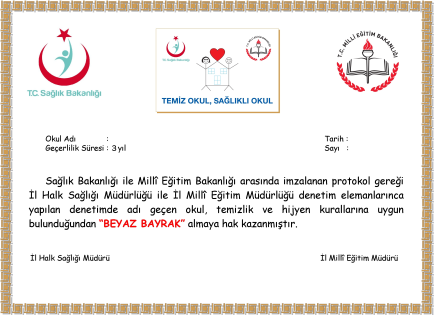 T.C. Sağlık Bakanlığı
TEMİZ OKUL, SAĞLIKLI OKUL
T.C. MİLLİ EĞİTİM BAKANLIĞI
Okul Adı :
Tarih :
Geçerlilik Süresi : 3 yıl
Sayı :
Sağlık Bakanlığı ile Millî Eğitim Bakanlığı arasında imzalanan protokol gereği
İl Halk Sağlığı Müdürlüğü ile İl Millî Eğitim Müdürlüğü denetim elemanlarınca
yapılan denetimde adı geçen okul, temizlik ve hijyen kurallarına uygun
bulunduğundan “BEYAZ BAYRAK” almaya hak kazanmıştır.
İl Halk Sağlığı Müdürü
İl Millî Eğitim Müdürü